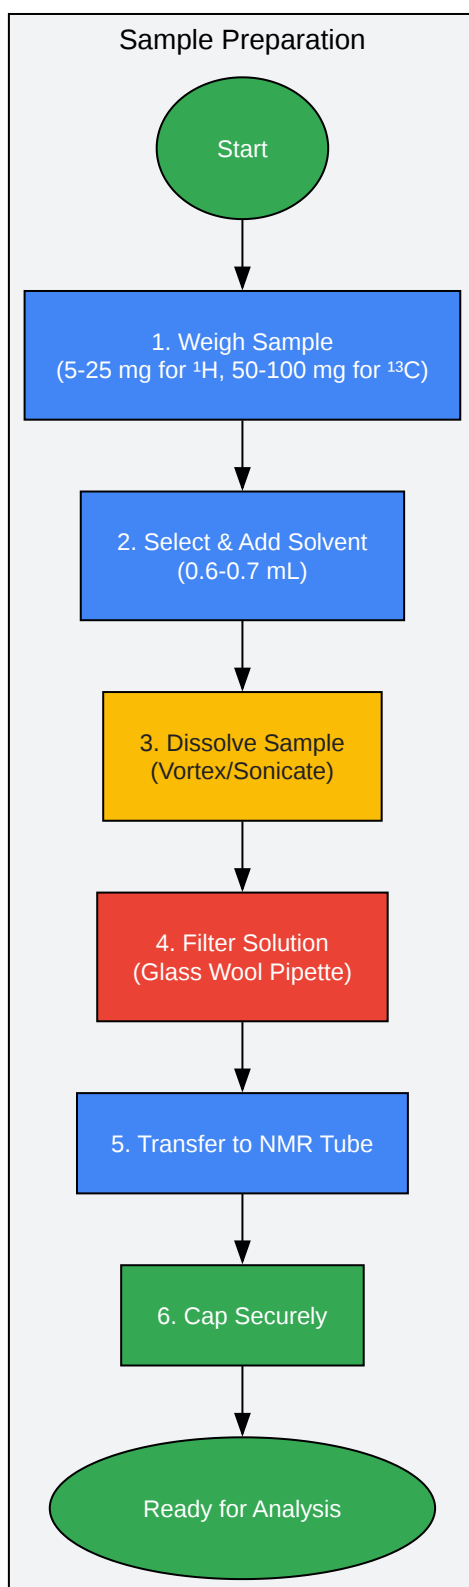 Sample Preparation
Start
1. Weigh Sample
(5-25 mg for ¹H, 50-100 mg for ¹³C)
2. Select & Add Solvent
(0.6-0.7 mL)
3. Dissolve Sample
(Vortex/Sonicate)
4. Filter Solution
(Glass Wool Pipette)
5. Transfer to NMR Tube
6. Cap Securely
Ready for Analysis